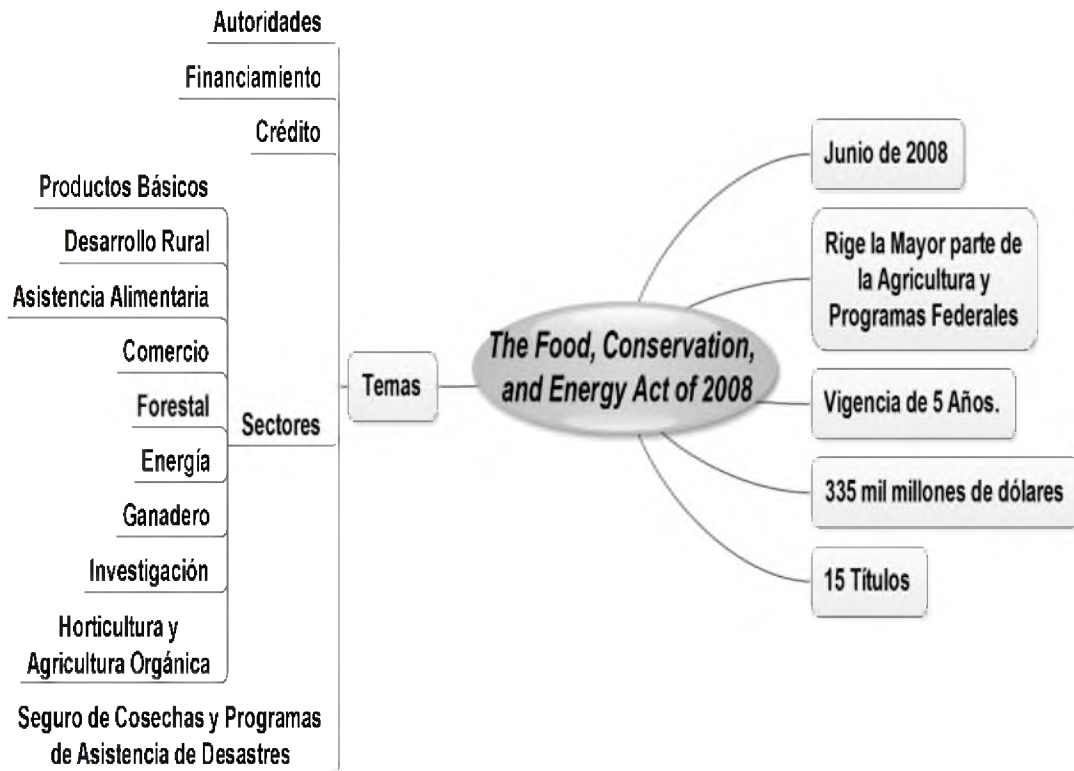 Autoridades
Financiamiento
Crédito
Productos Básicos
Desarrollo Rural
Asistencia Alimentaria
Comercio
Forestal
Energía
Ganadero
Investigación
Horticultura y
Agricultura Orgánica
Sectores
Seguro de Cosechas y Programas
de Asistencia de Desastres
Temas
The Food, Conservation,
and Energy Act of 2008
Junio de 2008
Rige la Mayor parte de
la Agricultura y
Programas Federales
Vigencia de 5 Años.
335 mil millones de dólares
15 Títulos